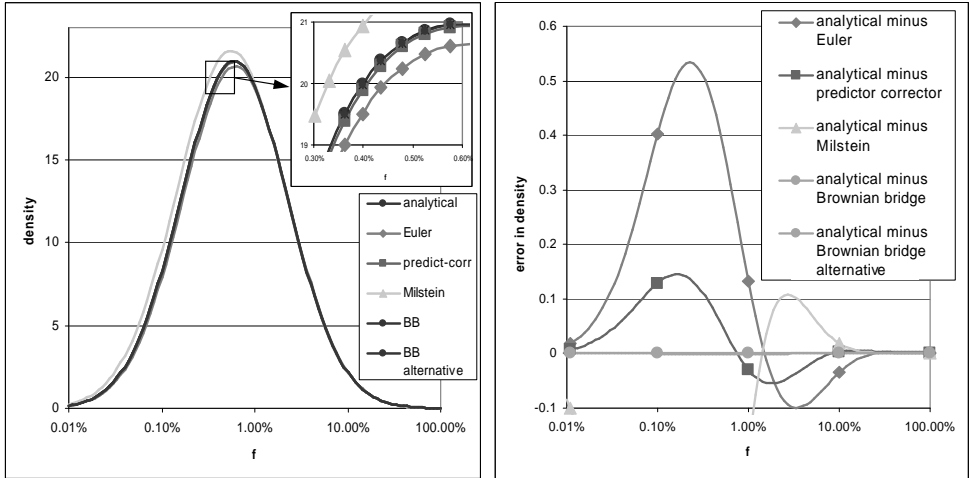 20
15
10
5
0
density
0.01%
0.10%
1.00%
10.00%
100.00%
f
21
20
19
0.30%
0.40%
0.50%
0.60%
f
analytical
Euler
predict-corr
Milstein
BB
BB
alternative
0.6
0.5
0.4
0.3
0.2
0.1
0
-0.1
error in density
0.01%
0.10%
1.00%
10.00%
100.00%
f
analytical minus
Euler
analytical minus
predictor corrector
analytical minus
Milstein
analytical minus
Brownian bridge
analytical minus
Brownian bridge
alternative